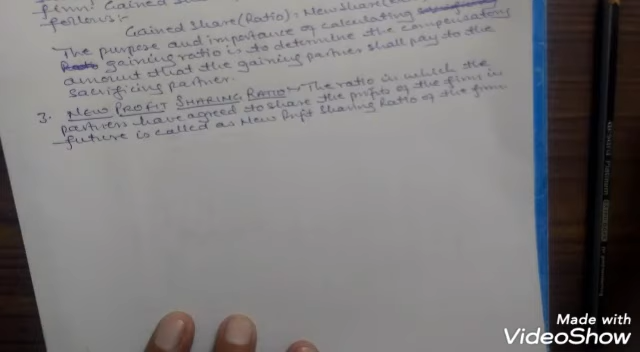 firm. Gained
follows:-
Gained Share (Ratio): New Share
The purpose and importance of calculating
gaining ratio is to determine the compensatory
amount that the gaining partner shall pay to the
sacrificing partner.
3. NEW PROFIT SHARING RATIO:- The ratio in which the
partners have agreed to share the profits of the firm in
future is called as New Profit Sharing Ratio of the firm
Made with
VideoShow